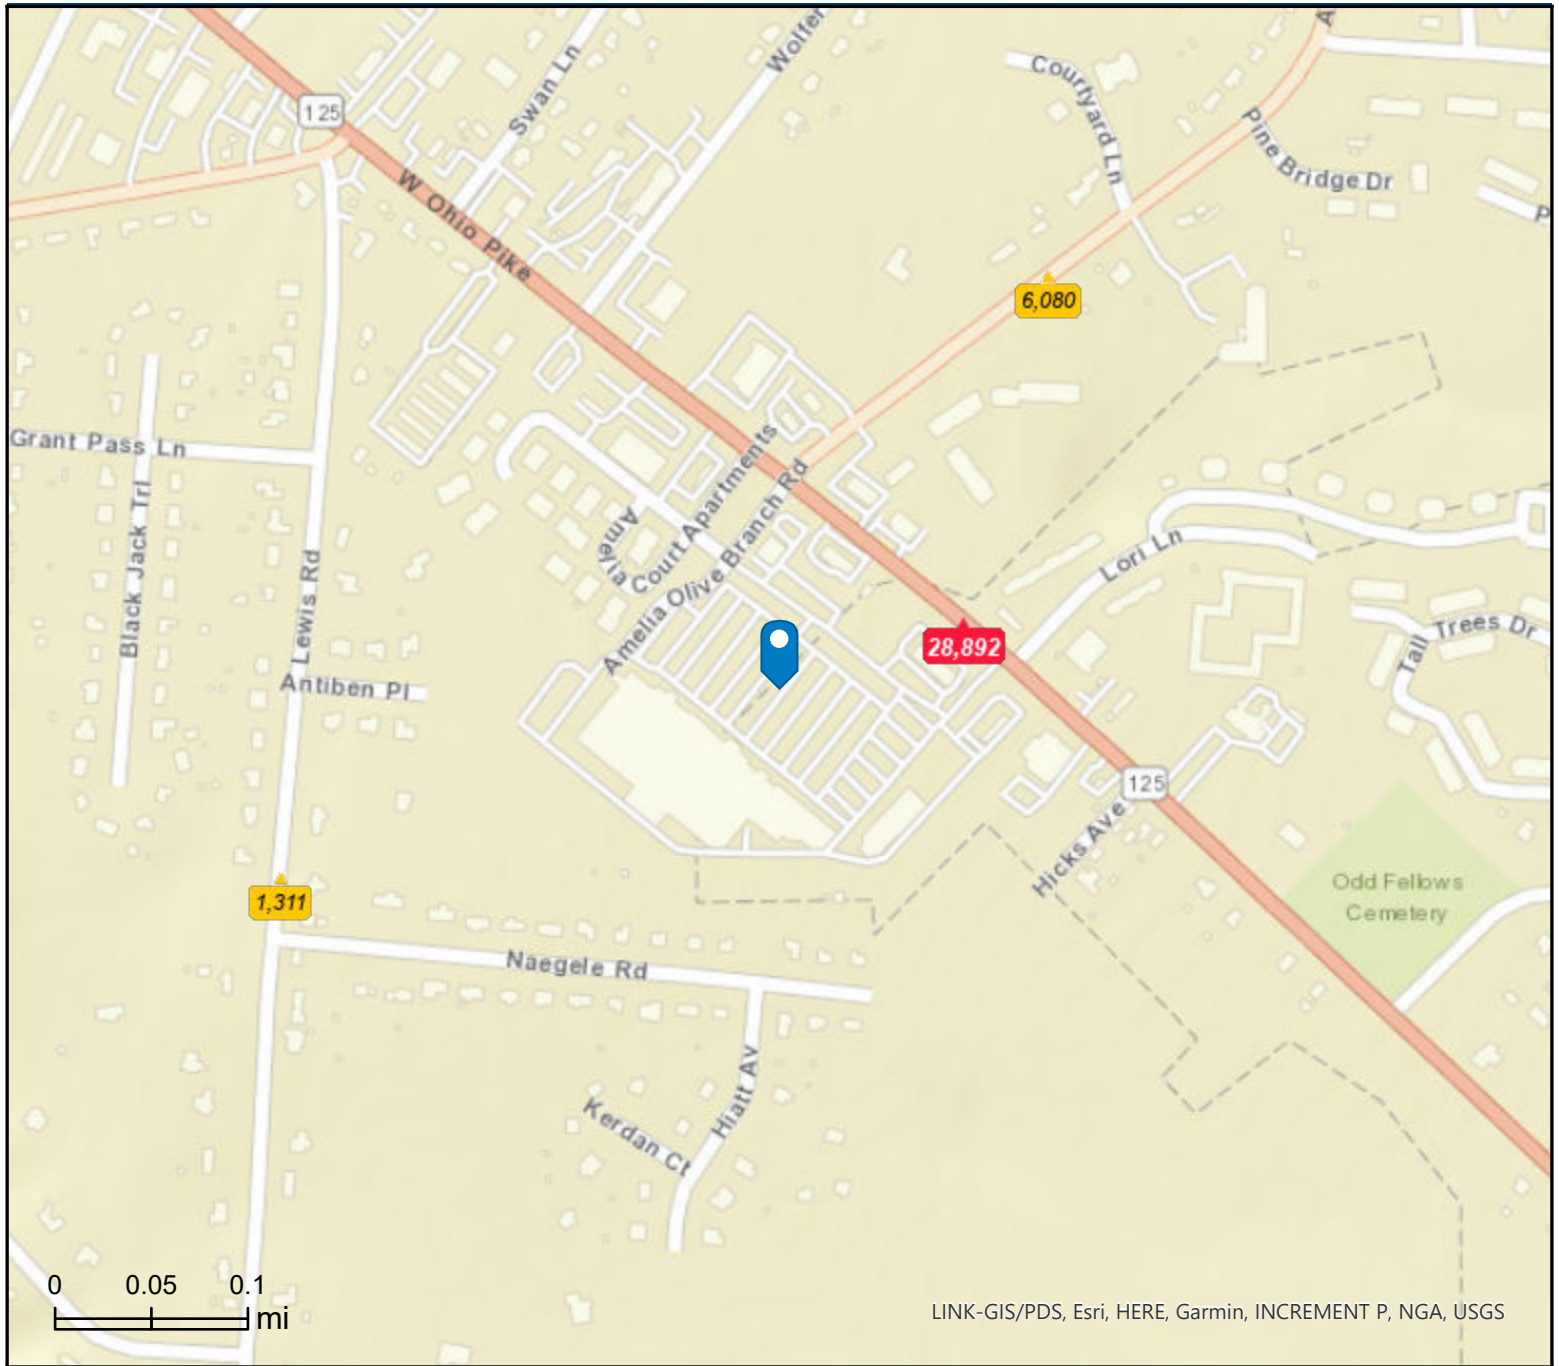 125
Swan Ln
Wolfer
Courtyard Ln
A
Pine Bridge Dr
P
W Ohio Pike
6,080
Grant Pass Ln
Black Jack Trl
Lewis Rd
Antiben Pl
Amelia Court Apartments
Amelia Olive Branch Rd
Lori Ln
28,892
Tall Trees Dr
125
Hicks Ave
Odd Fellows
Cemetery
1,311
Naegele Rd
Hiatt Av
Kerdan Ct
0 0.05 0.1
mi
LINK-GIS/PDS, Esri, HERE, Garmin, INCREMENT P, NGA, USGS